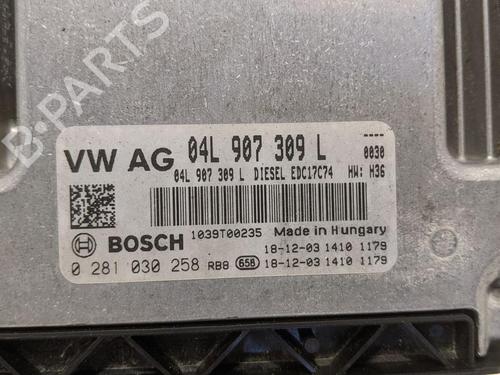 B-PARTS
VW AG 04L 907 309 L ----
0030
04L 907 309 L DIESEL EDC17C74 HW: H36
1039T00235 Made in Hungary
BOSCH 18-12-03 1410 1179
0 281 030 258 RB8 658 18-12-03 1410 1179